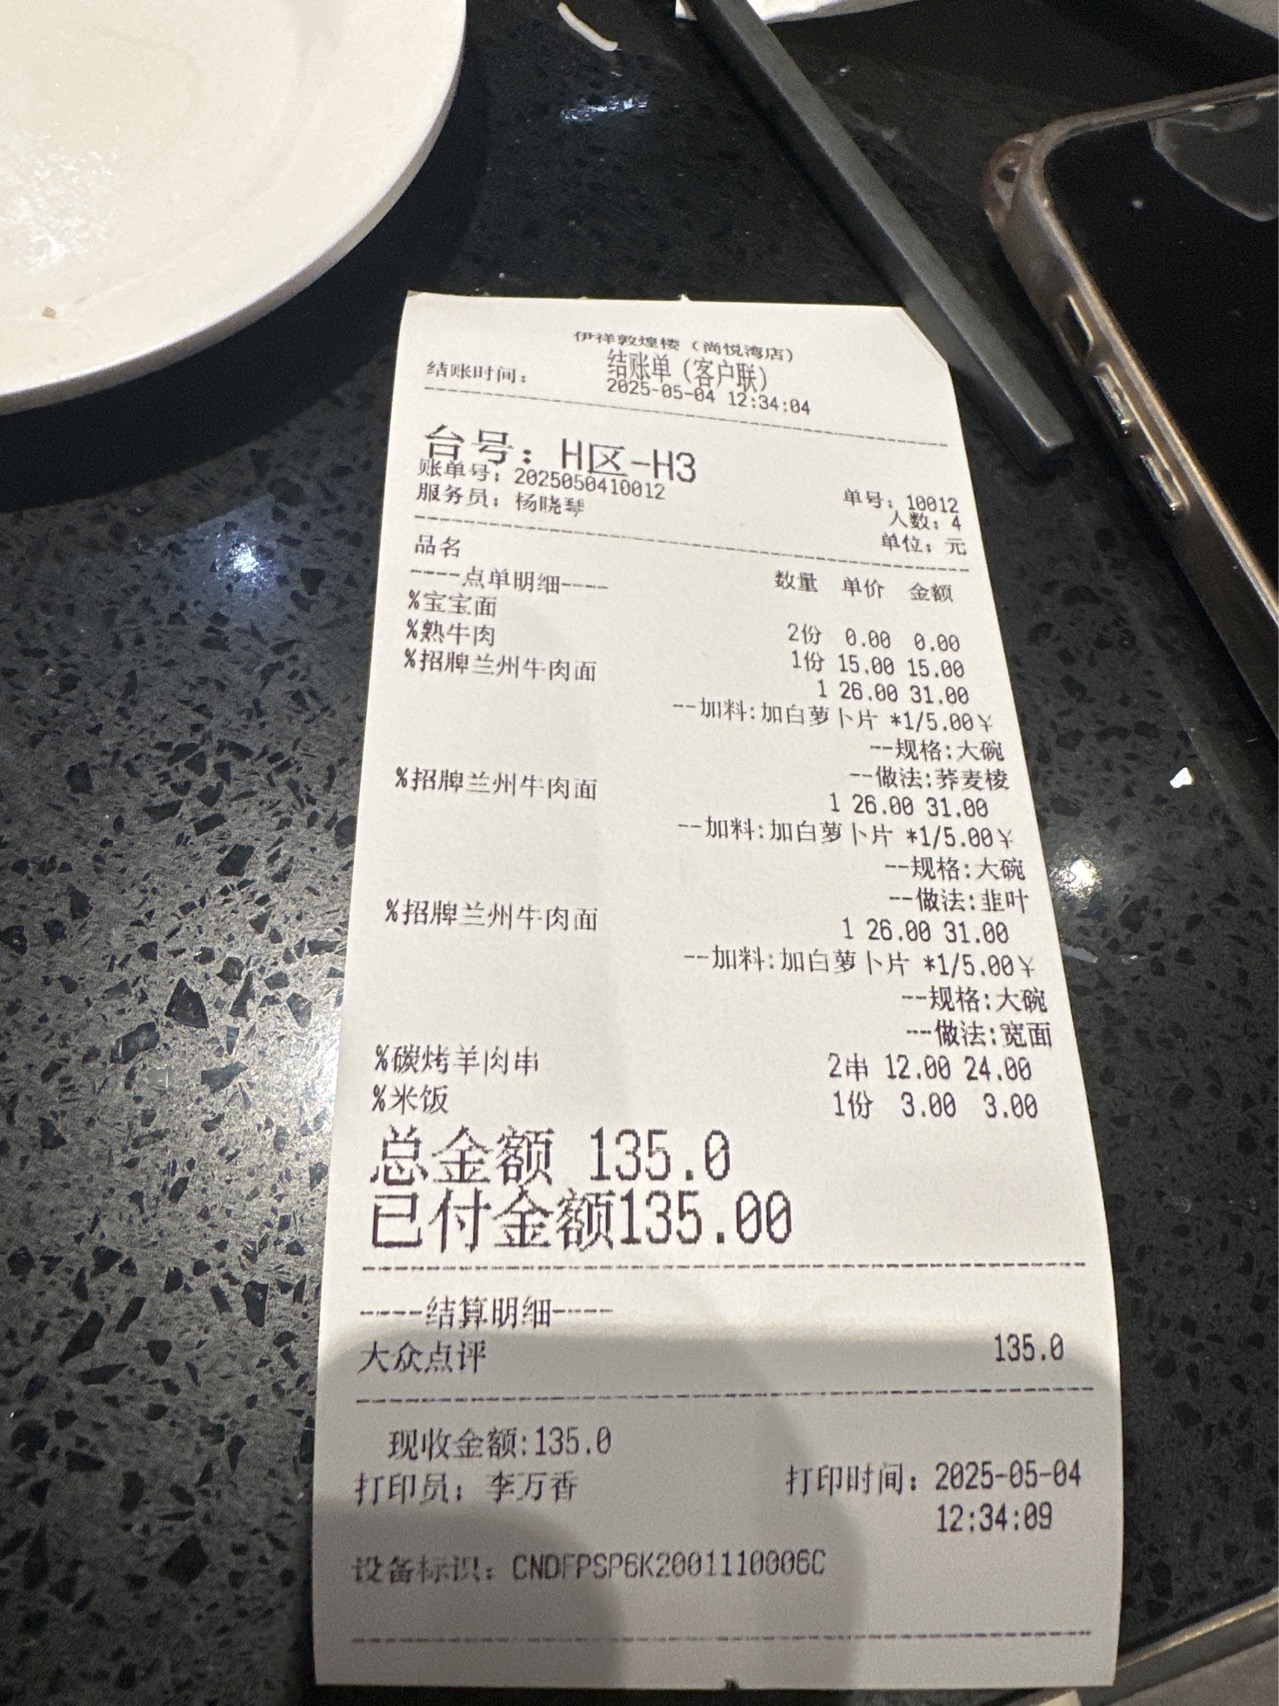 伊祥敦煌楼（尚悦湾店）
结账单（客户联）
结账时间： 2025-05-04 12:34:04
台号：H区-H3
账单号：2025050410012 单号：10012
服务员：杨晓琴 人数：4
单位：元
品名 数量 单价 金额
----点单明细----
%宝宝面 2份 0.00 0.00
%熟牛肉 1份 15.00 15.00
%招牌兰州牛肉面 1 26.00 31.00
--加料:加白萝卜片 *1/5.00¥
--规格:大碗
--做法:荞麦棱
%招牌兰州牛肉面 1 26.00 31.00
--加料:加白萝卜片 *1/5.00¥
--规格:大碗
--做法:韭叶
%招牌兰州牛肉面 1 26.00 31.00
--加料:加白萝卜片 *1/5.00¥
--规格:大碗
--做法:宽面
%碳烤羊肉串 2串 12.00 24.00
%米饭 1份 3.00 3.00
总金额 135.0
已付金额135.00
----结算明细----
大众点评 135.0
现收金额:135.0
打印员：李万香 打印时间：2025-05-04
12:34:09
设备标识：CNDFPSP6K2001110006C